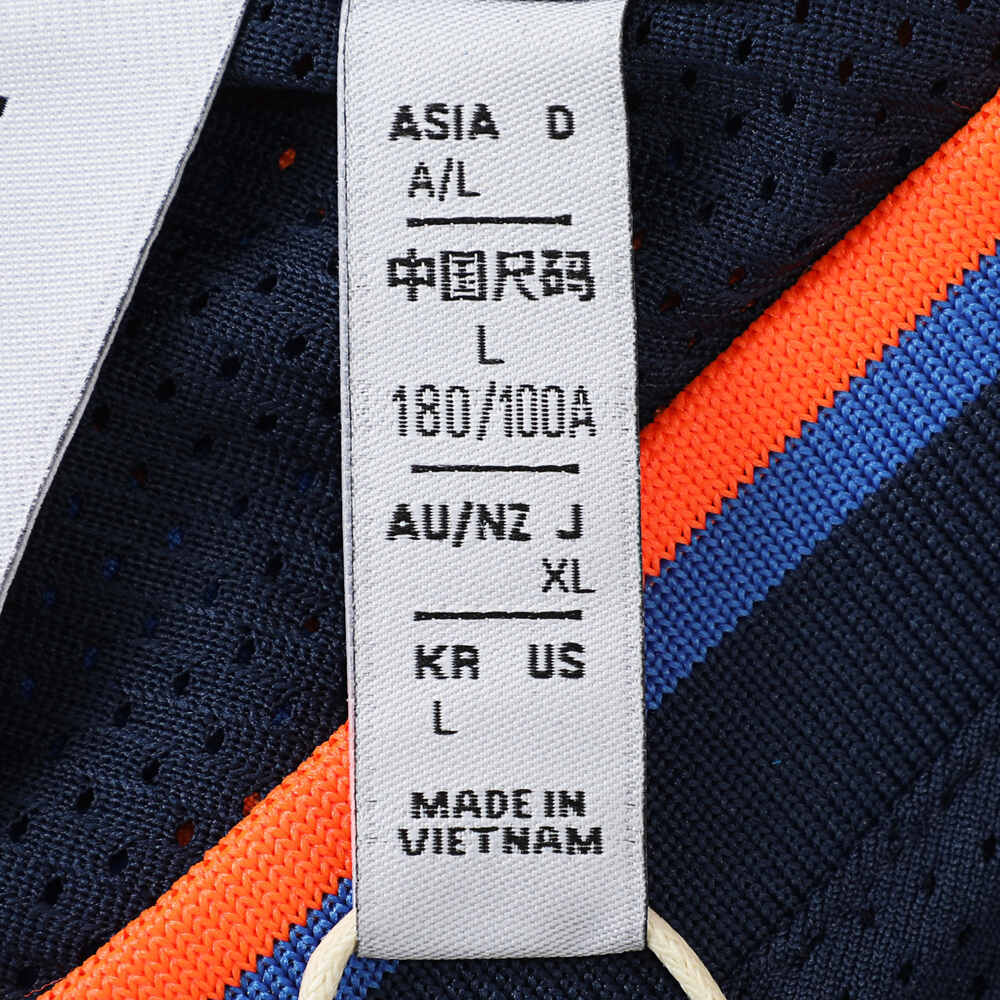 ASIA D
A/L
中国尺码
L
180/100A
AU/NZ J
XL
KR US
L
MADE IN
VIETNAM